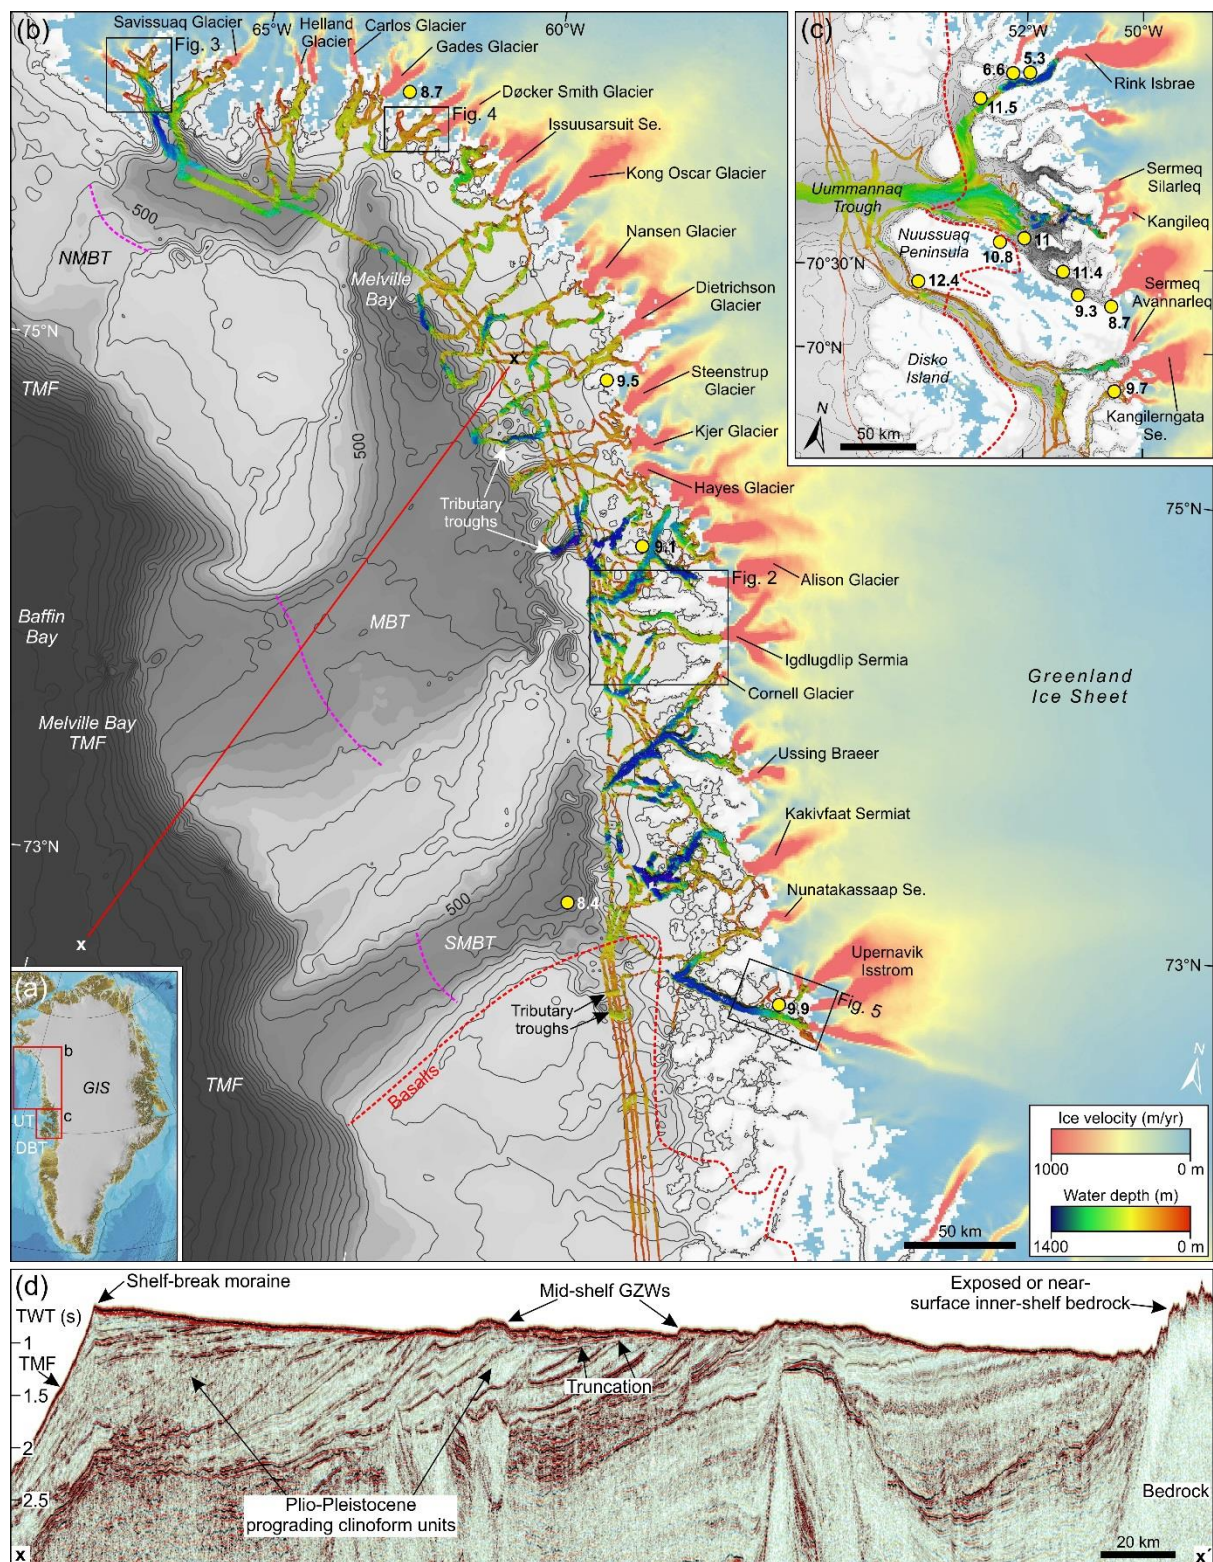 (b)
Savissuaq Glacier
65°W
Helland
Glacier
Carlos Glacier
60°W
Gades Glacier
Fig. 3
8.7
Døcker Smith Glacier
Fig. 4
Issuusarsuit Se.
Kong Oscar Glacier
500
NMBT
Nansen Glacier
Melville
Bay
Dietrichson
Glacier
75°N
x
TMF
9.5
Steenstrup
Glacier
500
Kjer Glacier
Tributary
troughs
Hayes Glacier
75°N
9.1
Fig. 2
Alison Glacier
Baffin
Bay
MBT
Igdlugdlip Sermia
Greenland
Ice Sheet
Cornell Glacier
Melville Bay
TMF
Ussing Braeer
Kakivfaat Sermiat
73°N
Nunatakassaap Se.
500
8.4
x
SMBT
Upernavik
Isstrom
73°N
9.9
Fig. 5
Tributary
troughs
TMF
Basalts
N
Ice velocity (m/yr)
1000
0 m
Water depth (m)
1400
0 m
50 km
(c)
52°W
50°W
6.6
5.3
Rink Isbrae
11.5
Sermeq
Silarleq
Uummannaq
Trough
Kangileq
Nuussuaq
Peninsula
11
10.8
70°30'N
11.4
12.4
Sermeq
Avannarleq
9.3
8.7
70°N
Disko
Island
9.7
N
Kangilerngata
Se.
50 km
(a)
b
GIS
UT
c
DBT
(d)
Shelf-break moraine
Mid-shelf GZWs
Exposed or near-
surface inner-shelf bedrock
TWT (s)
1
TMF
Truncation
1.5
2
Plio-Pleistocene
prograding clinoform units
2.5
Bedrock
20 km
x
x´